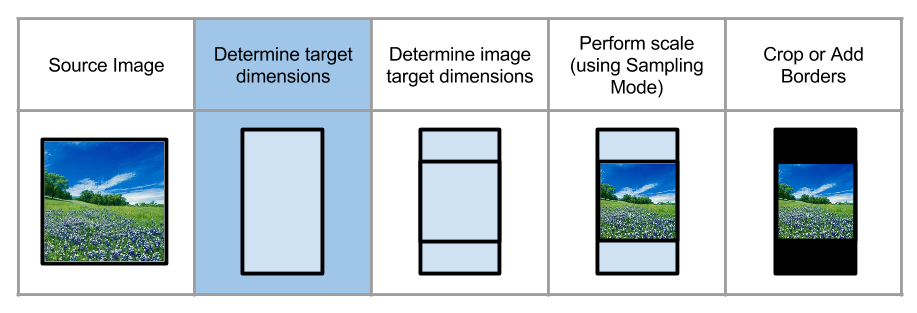 Source Image
Determine target
dimensions
Determine image
target dimensions
Perform scale
(using Sampling
Mode)
Crop or Add
Borders